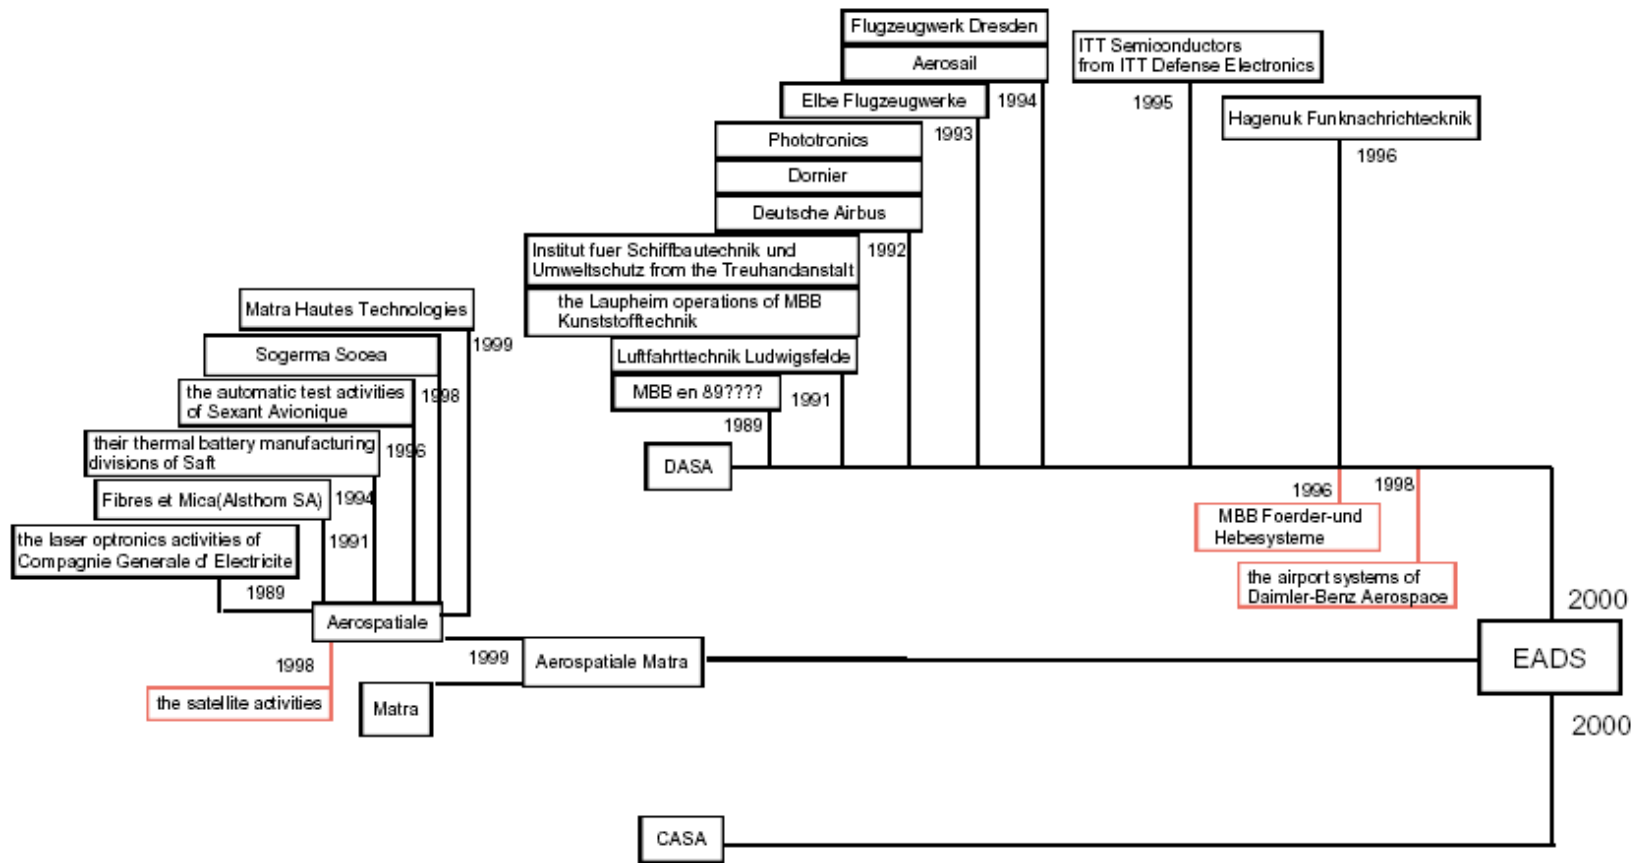 Flugzeugwerk Dresden
Aerosail
ITT Semiconductors
from ITT Defense Electronics
Elbe Flugzeugwerke
1994
1995
Hagenuk Funknachrichtecknik
Phototronics
1993
1996
Dornier
Deutsche Airbus
Institut fuer Schiffbautechnik und
Umweltschutz from the Treuhandanstalt
1992
the Laupheim operations of MBB
Kunststofftechnik
Matra Hautes Technologies
1999
Sogerma Socea
Luftfahrttechnik Ludwigsfelde
the automatic test activities
of Sexant Avionique
1998
MBB en 89????
1991
1989
their thermal battery manufacturing
divisions of Saft
1996
DASA
Fibres et Mica(Alsthom SA)
1994
1996
1998
MBB Foerder-und
Hebesysteme
the laser optronics activities of
Compagnie Generale d' Electricite
1991
1989
the airport systems of
Daimler-Benz Aerospace
2000
Aerospatiale
1998
1999
Aerospatiale Matra
EADS
the satellite activities
Matra
2000
CASA